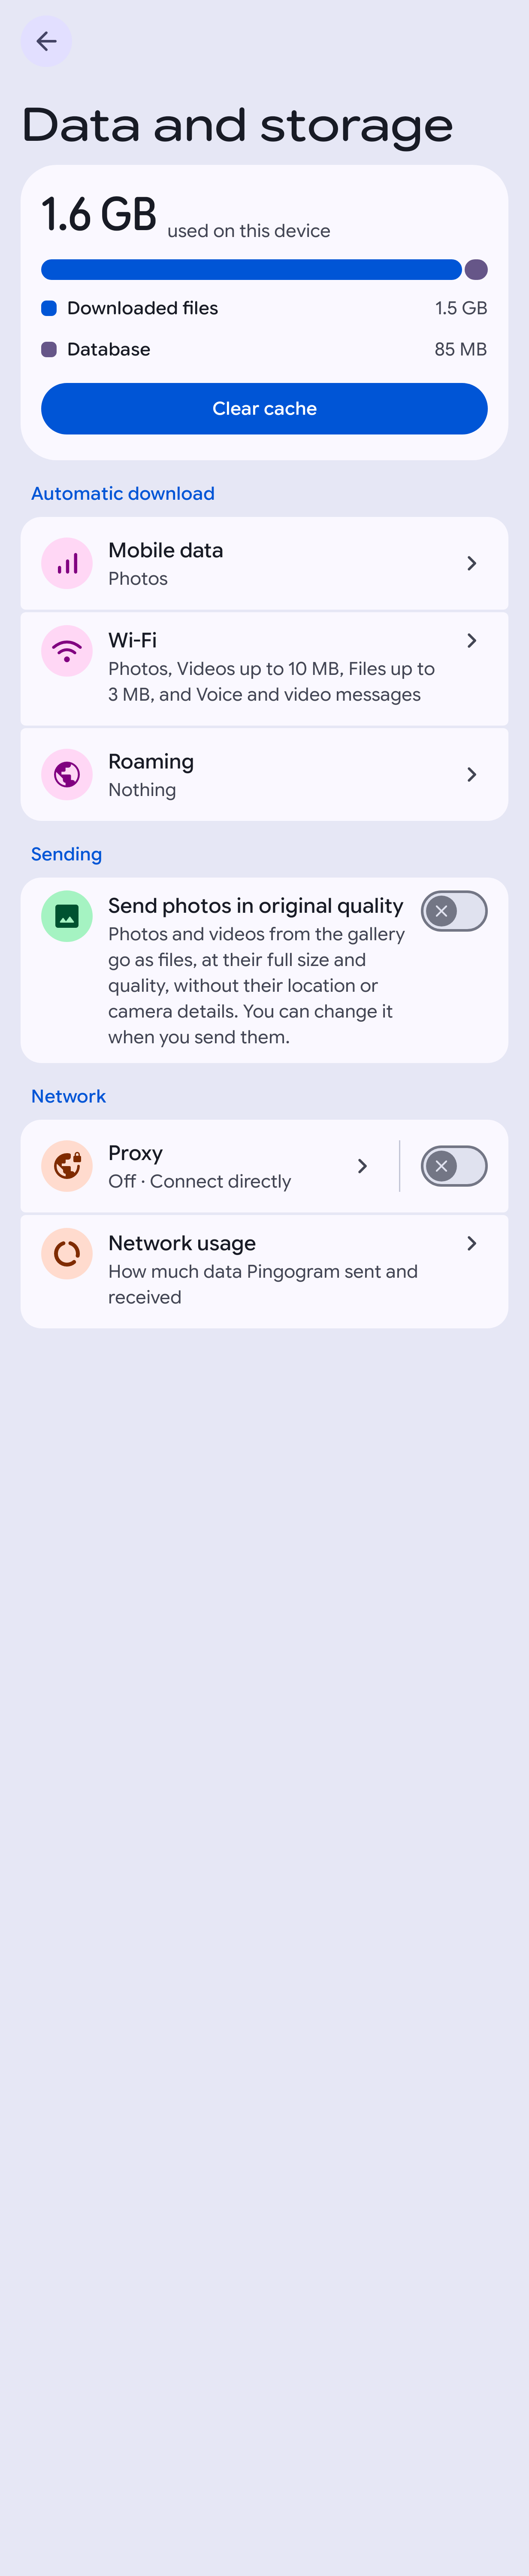 Data and storage
1.6 GB used on this device
Downloaded files 1.5 GB
Database 85 MB
Clear cache
Automatic download
Mobile data
Photos
Wi-Fi
Photos, Videos up to 10 MB, Files up to
3 MB, and Voice and video messages
Roaming
Nothing
Sending
Send photos in original quality
Photos and videos from the gallery
go as files, at their full size and
quality, without their location or
camera details. You can change it
when you send them.
Network
Proxy
Off · Connect directly
Network usage
How much data Pingogram sent and
received